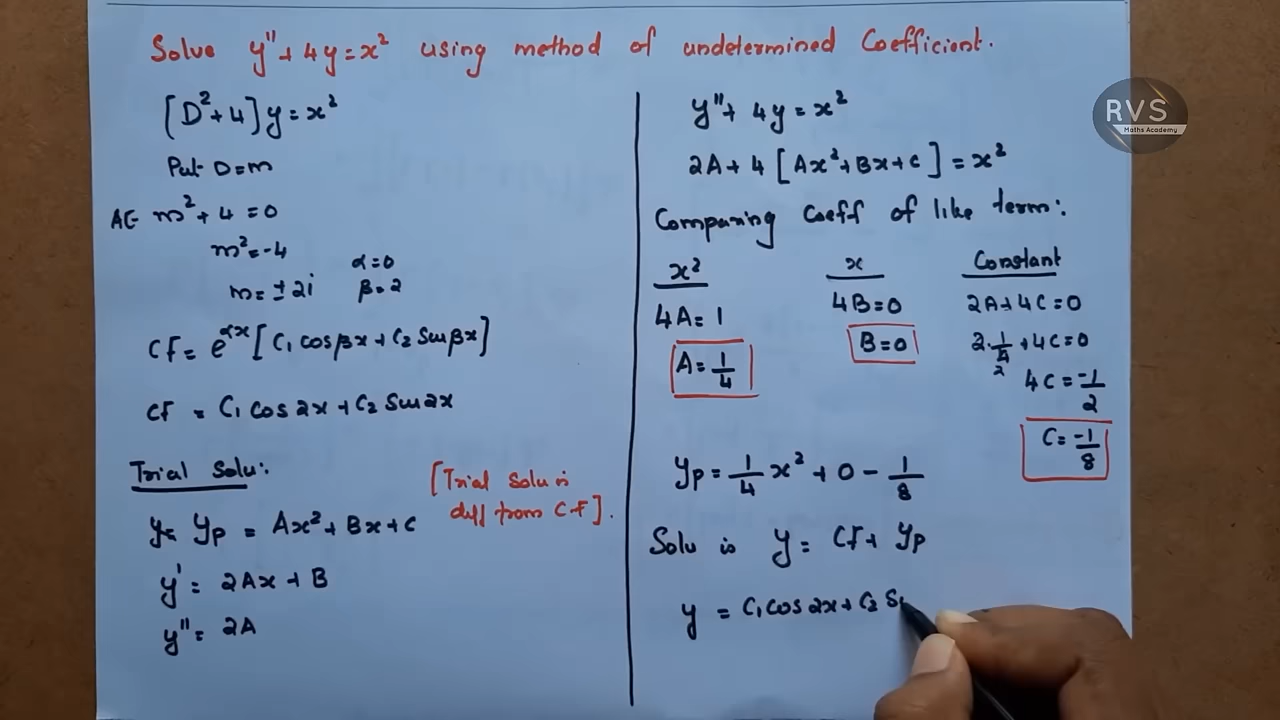 Solve y'' + 4y = x² using method of undetermined Coefficient.
[D² + 4] y = x²
Put D = m
AE m² + 4 = 0
m² = -4
m = ± 2i
α = 0
β = 2
CF = e^αx [C₁ cos βx + C₂ Sin βx]
CF = C₁ Cos 2x + C₂ Sin 2x
Trial Solu:
[Trial Solu is
diff from CF].
y = yp = Ax² + Bx + C
y' = 2Ax + B
y'' = 2A
y'' + 4y = x²
2A + 4 [Ax² + Bx + C] = x²
Comparing Coeff of like term:
x²
4A = 1
A = 1/4
x
4B = 0
B = 0
Constant
2A + 4C = 0
2 · 1/4 + 4C = 0
2
4C = -1/2
C = -1/8
yp = 1/4 x² + 0 - 1/8
Solu is y = CF + yp
y = C₁ cos 2x + C₂ S
RVS
Maths Academy